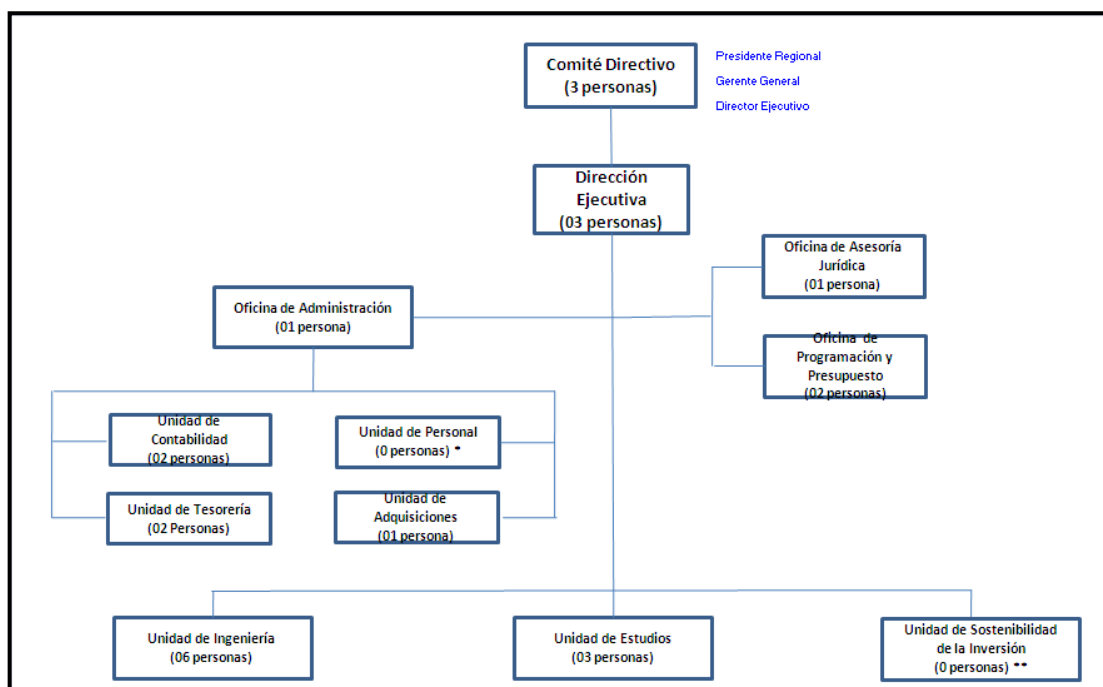 Comité Directivo
(3 personas)
Presidente Regional
Gerente General
Director Ejecutivo
Dirección
Ejecutiva
(03 personas)
Oficina de Asesoría
Jurídica
(01 persona)
Oficina de Administración
(01 persona)
Oficina de
Programación y
Presupuesto
(02 personas)
Unidad de
Contabilidad
(02 personas)
Unidad de Personal
(0 personas) *
Unidad de Tesorería
(02 Personas)
Unidad de
Adquisiciones
(01 persona)
Unidad de Ingeniería
(06 personas)
Unidad de Estudios
(03 personas)
Unidad de Sostenibilidad
de la Inversión
(0 personas) **